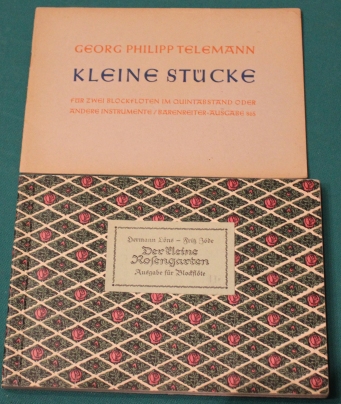 GEORG PHILIPP TELEMANN
KLEINE STÜCKE
FÜR ZWEI BLOCKFLÖTEN IM QUINTABSTAND ODER
ANDERE INSTRUMENTE / BÄRENREITER-AUSGABE
Hermann Löns – Fritz Jöde
Der kleine
Rosengarten
Ausgabe für Blockflöte